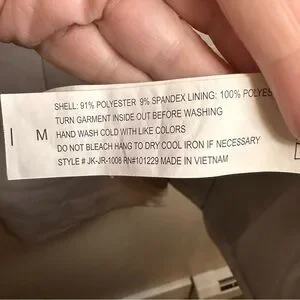 SHELL: 91% POLYESTER 9% SPANDEX LINING: 100% POLYES
TURN GARMENT INSIDE OUT BEFORE WASHING
M HAND WASH COLD WITH LIKE COLORS
DO NOT BLEACH HANG TO DRY COOL IRON IF NECESSARY
STYLE # JK-JR-1008 RN#101229 MADE IN VIETNAM